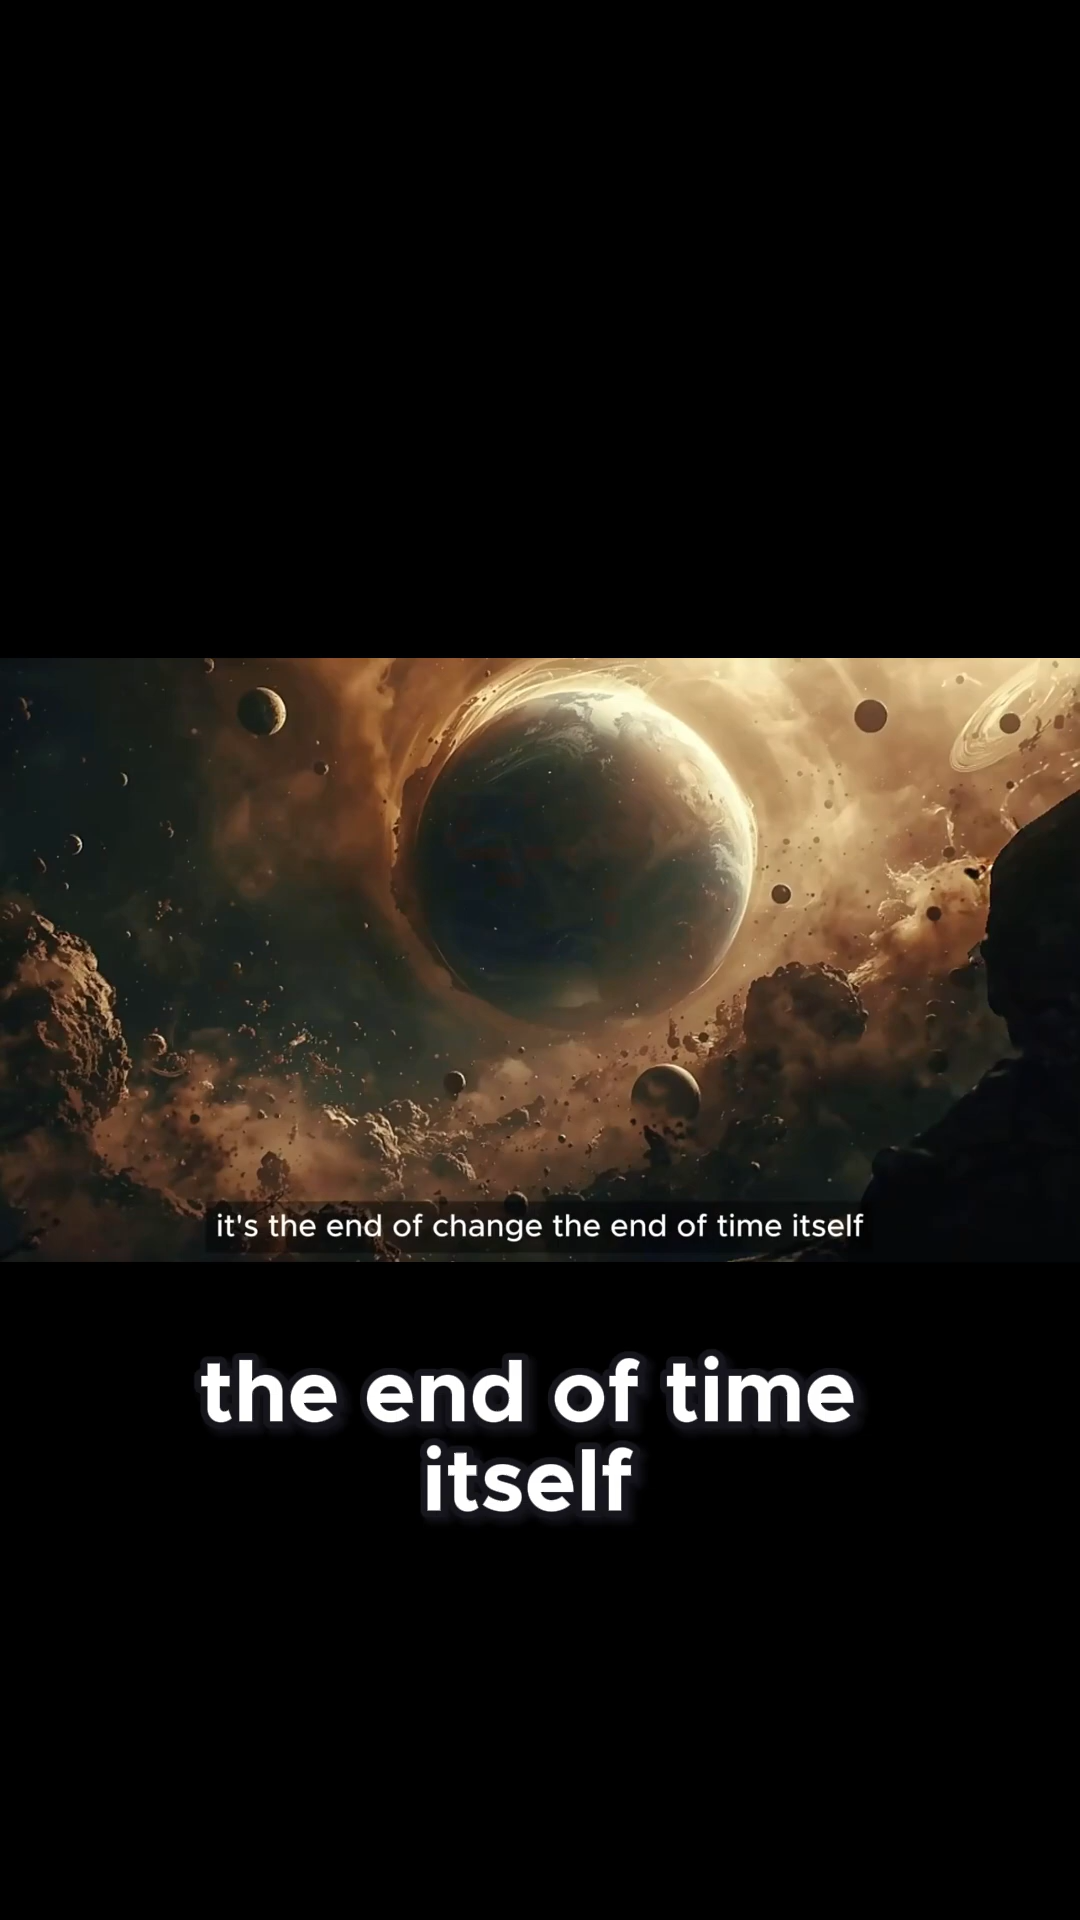 it's the end of change the end of time itself
the end of time
itself